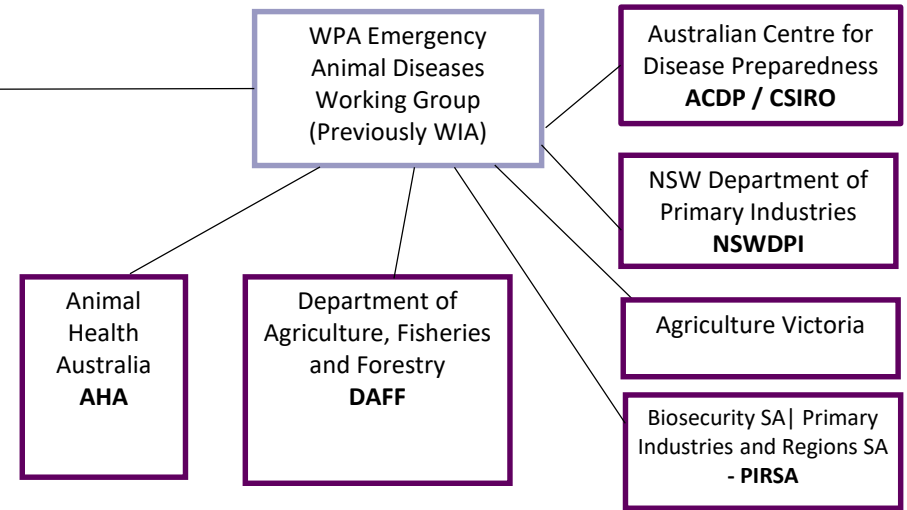 WPA Emergency
Animal Diseases
Working Group
(Previously WIA)
Australian Centre for
Disease Preparedness
ACDP / CSIRO
NSW Department of
Primary Industries
NSWDPI
Animal
Health
Australia
AHA
Department of
Agriculture, Fisheries
and Forestry
DAFF
Agriculture Victoria
Biosecurity SA| Primary
Industries and Regions SA
- PIRSA